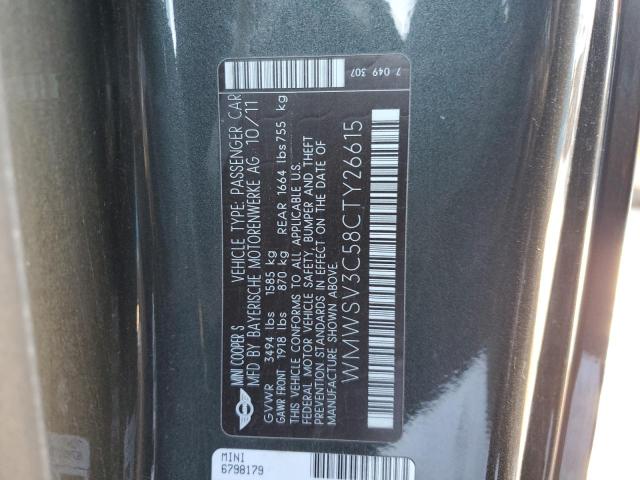 MINI COOPER S VEHICLE TYPE: PASSENGER CAR
MFD BY BAYERISCHE MOTORENWERKE AG 10/11
GVWR 3494 lbs 1585 kg
GAWR FRONT 1918 lbs 870 kg REAR 1664 lbs 755 kg
THIS VEHICLE CONFORMS TO ALL APPLICABLE U.S.
FEDERAL MOTOR VEHICLE SAFETY, BUMPER AND THEFT
PREVENTION STANDARDS IN EFFECT ON THE DATE OF
MANUFACTURE SHOWN ABOVE.
WMWSV3C58CTY26615
7 049 307
MINI
6798179